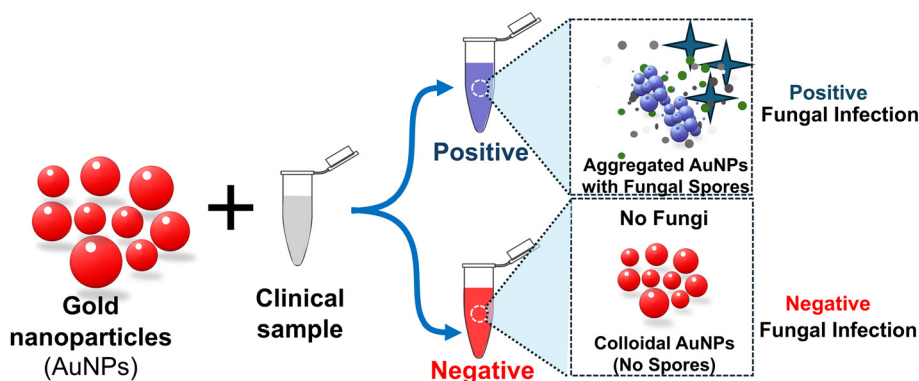 Gold
nanoparticles
(AuNPs)
+
Clinical
sample
Positive
Negative
Aggregated AuNPs
with Fungal Spores
No Fungi
Colloidal AuNPs
(No Spores)
Positive
Fungal Infection
Negative
Fungal Infection